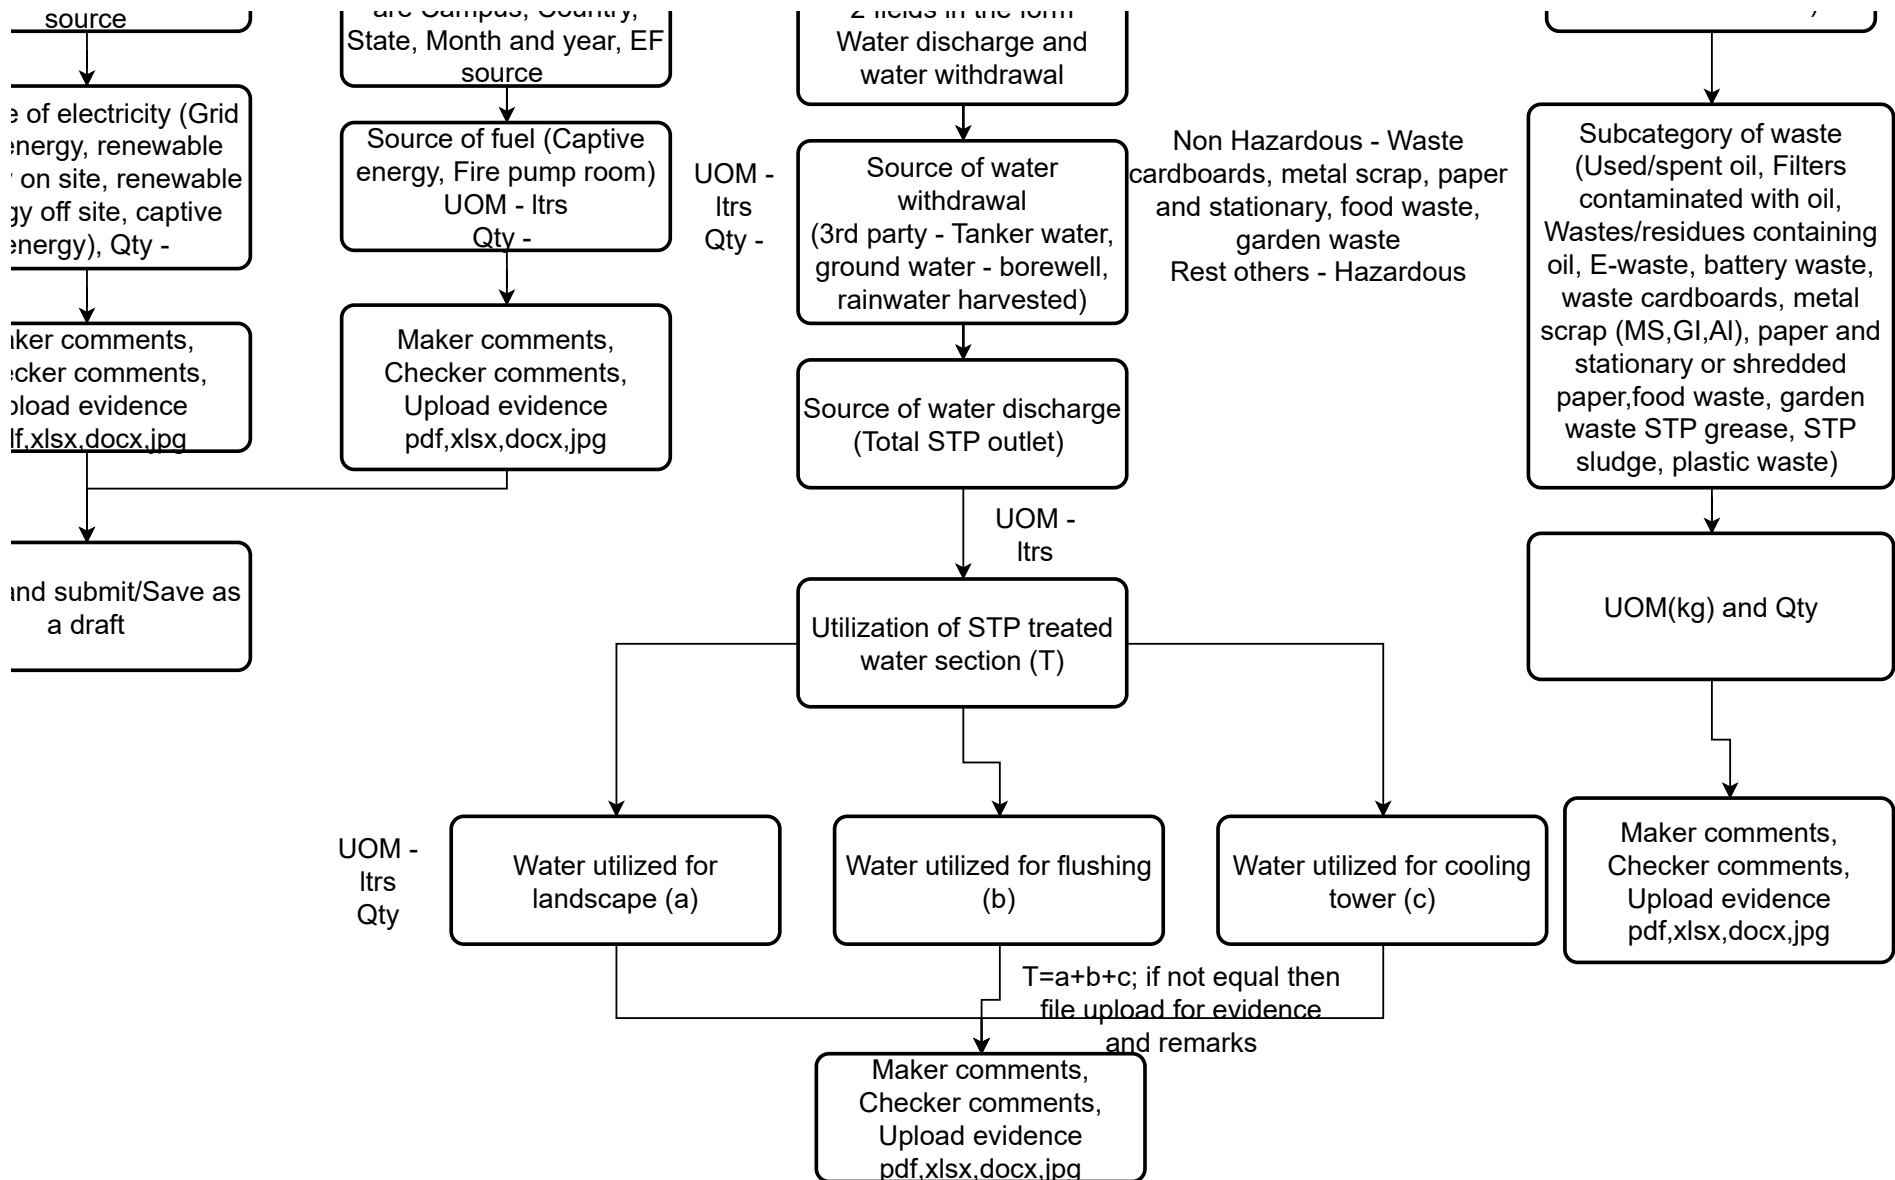 source
e of electricity (Grid
energy, renewable
on site, renewable
gy off site, captive
energy), Qty -
ker comments,
ecker comments,
pload evidence
lf,xlsx,docx,jpg
and submit/Save as
a draft
are Campus, Country,
State, Month and year, EF
source
Source of fuel (Captive
energy, Fire pump room)
UOM - ltrs
Qty -
Maker comments,
Checker comments,
Upload evidence
pdf,xlsx,docx,jpg
2 fields in the form
Water discharge and
water withdrawal
UOM -
ltrs
Qty -
Source of water
withdrawal
(3rd party - Tanker water,
ground water - borewell,
rainwater harvested)
Source of water discharge
(Total STP outlet)
UOM -
ltrs
Utilization of STP treated
water section (T)
UOM -
ltrs
Qty
Water utilized for
landscape (a)
Water utilized for flushing
(b)
Water utilized for cooling
tower (c)
T=a+b+c; if not equal then
file upload for evidence
and remarks
Maker comments,
Checker comments,
Upload evidence
pdf,xlsx,docx,jpg
Non Hazardous - Waste
cardboards, metal scrap, paper
and stationary, food waste,
garden waste
Rest others - Hazardous
Subcategory of waste
(Used/spent oil, Filters
contaminated with oil,
Wastes/residues containing
oil, E-waste, battery waste,
waste cardboards, metal
scrap (MS,GI,Al), paper and
stationary or shredded
paper,food waste, garden
waste STP grease, STP
sludge, plastic waste)
UOM(kg) and Qty
Maker comments,
Checker comments,
Upload evidence
pdf,xlsx,docx,jpg